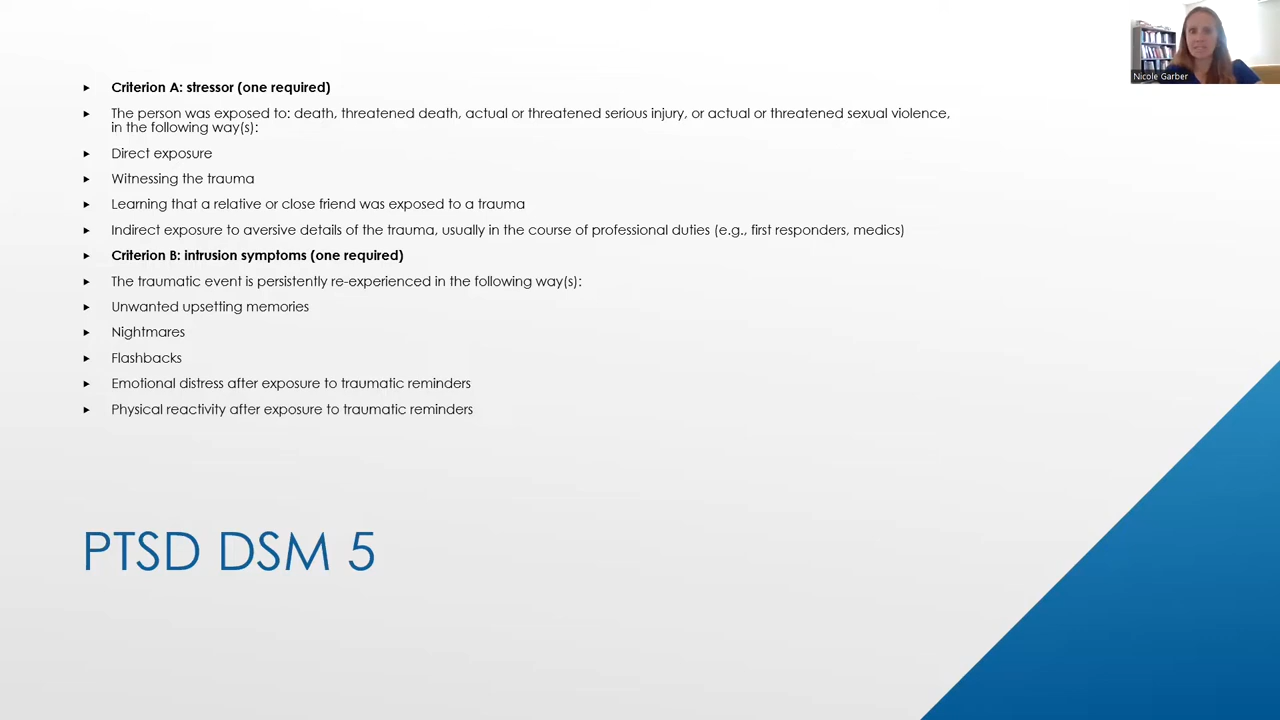 Criterion A: stressor (one required)
The person was exposed to: death, threatened death, actual or threatened serious injury, or actual or threatened sexual violence,
in the following way(s):
Direct exposure
Witnessing the trauma
Learning that a relative or close friend was exposed to a trauma
Indirect exposure to aversive details of the trauma, usually in the course of professional duties (e.g., first responders, medics)
Criterion B: intrusion symptoms (one required)
The traumatic event is persistently re-experienced in the following way(s):
Unwanted upsetting memories
Nightmares
Flashbacks
Emotional distress after exposure to traumatic reminders
Physical reactivity after exposure to traumatic reminders
PTSD DSM 5
Nicole Garber